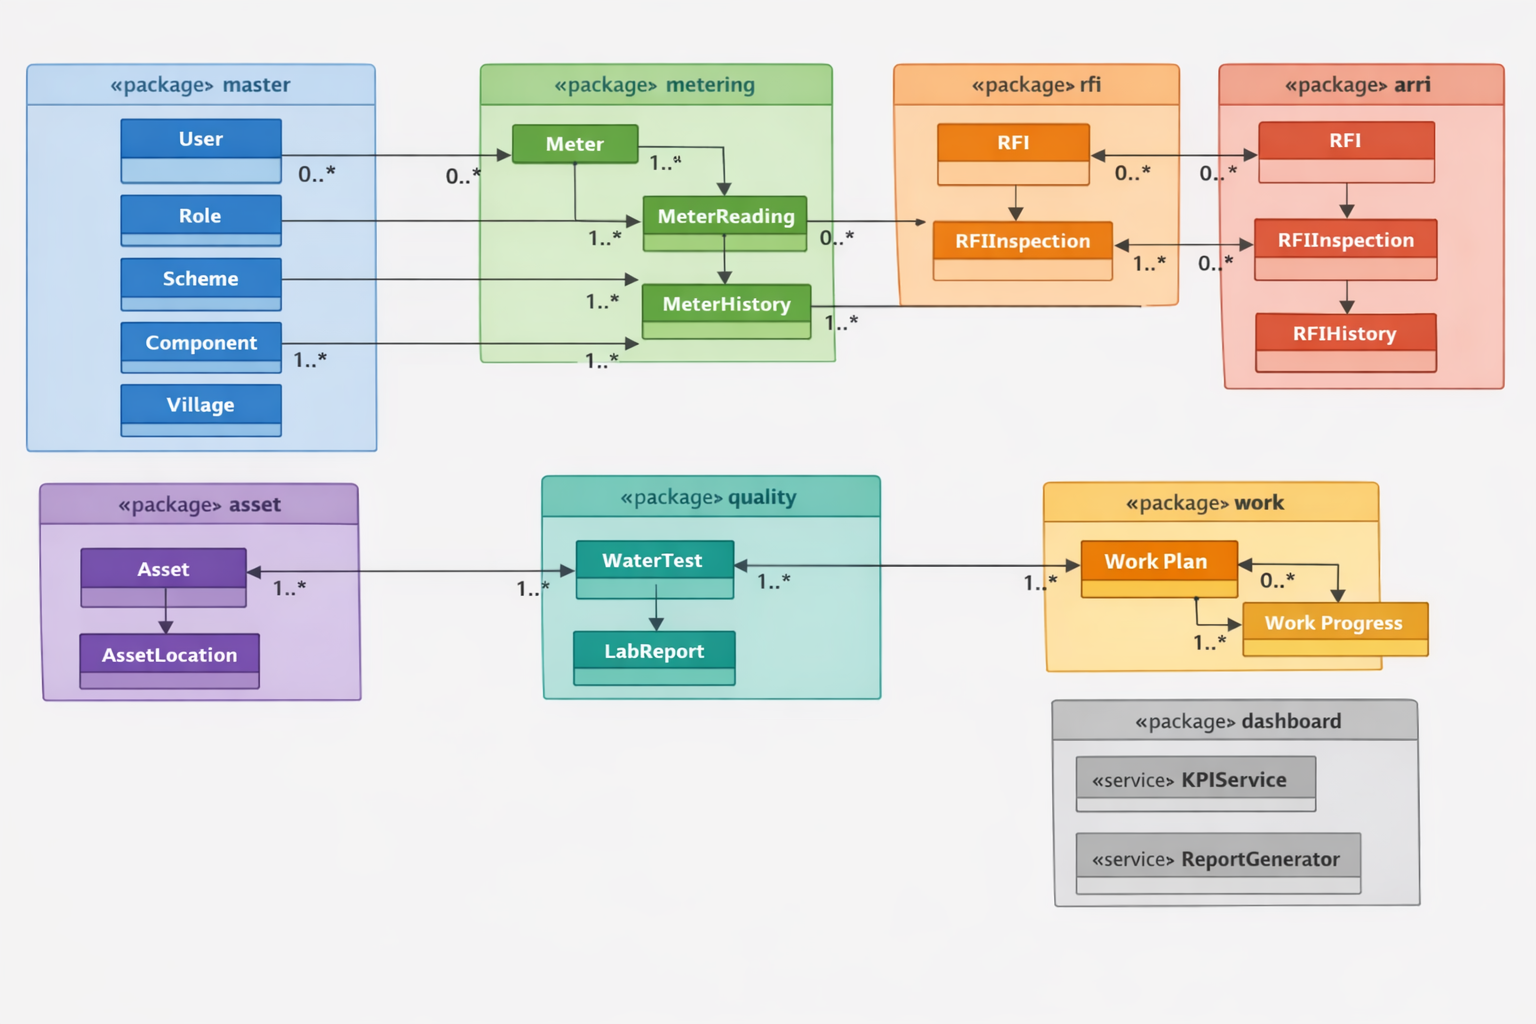 «package> master
User
0..*
Role
Scheme
Component
1..*
Village
«package> metering
0..*
Meter
1..*
MeterReading
1..*
0..*
1..*
MeterHistory
1..*
1..*
«package> rfi
RFI
0..*
RFIInspection
1..*
«package> arri
RFI
0..*
RFIInspection
0..*
RFIHistory
«package> asset
Asset
1..*
AssetLocation
«package> quality
1..*
WaterTest
1..*
LabReport
«package> work
1..*
Work Plan
0..*
Work Progress
1..*
«package> dashboard
«service> KPIService
«service> ReportGenerator